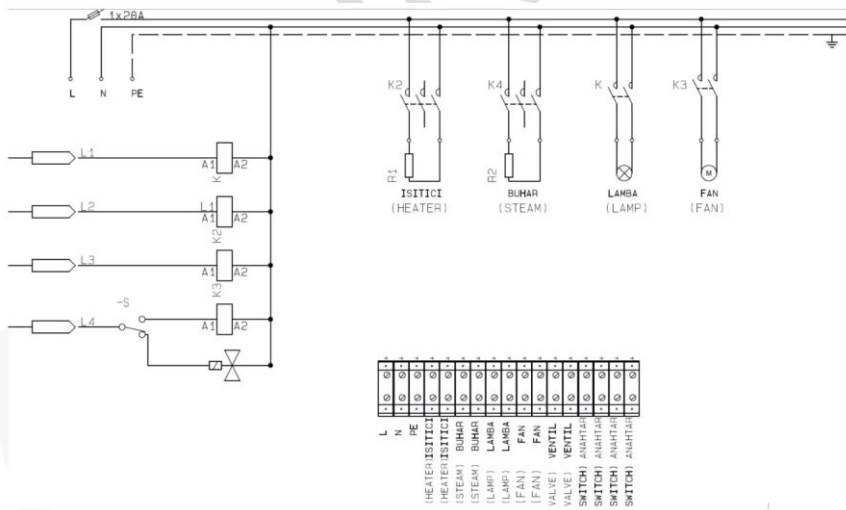 1x20A
L N PE
K2 K4 K K3
R1 R2 M
ISITICI BUHAR LAMBA FAN
(HEATER) (STEAM) (LAMP) (FAN)
L1 A1 A2
K
L2 L1 A1 A2
K2
L3 A1 A2
K3
-S
L4 A1 A2
L
N
PE
(HEATER)ISITICI
(HEATER)ISITICI
(STEAM) BUHAR
(STEAM) BUHAR
(LAMP) LAMBA
(LAMP) LAMBA
(FAN) FAN
(FAN) FAN
VALVE) VENTIL
VALVE) VENTIL
SWITCH) ANAHTAR
SWITCH) ANAHTAR
SWITCH) ANAHTAR
SWITCH) ANAHTAR